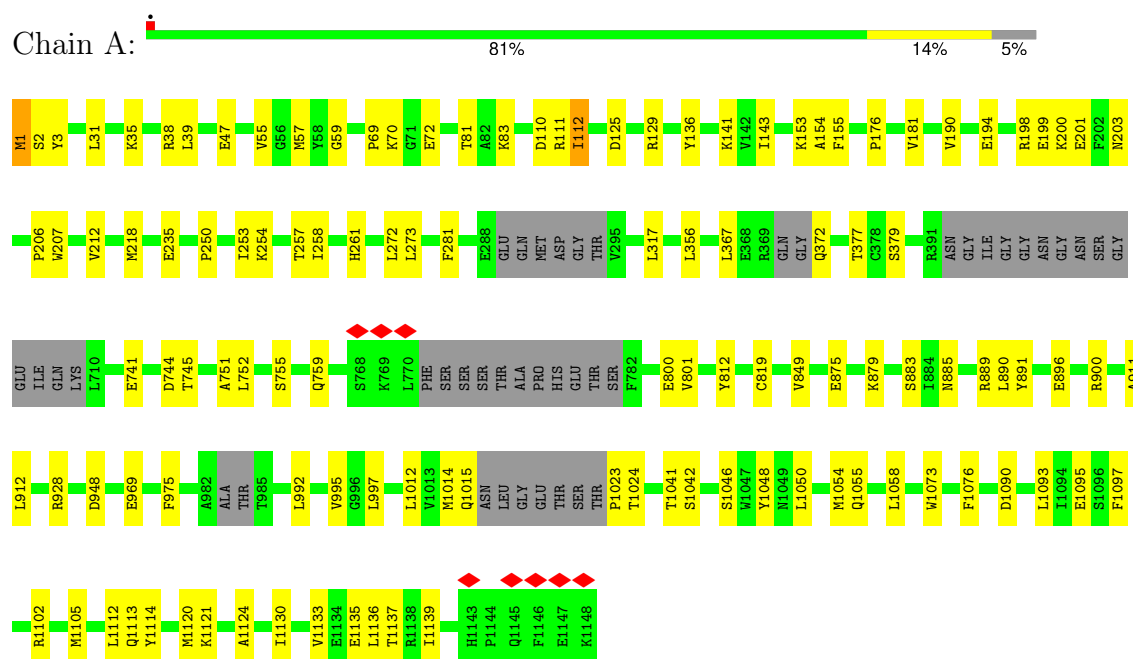 Chain A:
81% 14% 5%
M1 S2 Y3 L31 K35 R38 L39 E47 V55 G56 M57 Y58 G59 P69 K70 G71 E72 T81 A82 K83 D110 R111 I112 D125 R129 Y136 K141 V142 I143 K153 A154 F155 P176 V181 V190 E194 R198 E199 K200 E201 F202 N203
P206 W207 V212 M218 E235 P250 I253 K254 T257 I258 H261 L272 L273 F281 E288 GLU GLN MET ASP GLY THR V295 L317 L356 L367 E368 R369 GLN GLY Q372 T377 C378 S379 R391 ASN GLY ILE GLY GLY ASN GLY ASN SER GLY
GLU ILE GLN LYS L710 E741 D744 T745 A751 L752 S755 Q759 S768 K769 L770 PHE SER SER SER THR ALA PRO HIS GLU THR SER F782 E800 V801 Y812 C819 V849 E875 K879 S883 I884 N885 R889 L890 Y891 E896 R900 A911
L912 R928 D948 E969 F975 A982 ALA THR T985 L992 V995 G996 L997 L1012 V1013 M1014 Q1015 ASN LEU GLY GLU THR SER THR P1023 T1024 T1041 S1042 S1046 W1047 Y1048 N1049 L1050 M1054 Q1055 L1058 W1073 F1076 D1090 L1093 I1094 E1095 S1096 F1097
R1102 M1105 L1112 Q1113 Y1114 M1120 K1121 A1124 I1130 V1133 E1134 E1135 L1136 T1137 R1138 I1139 H1143 P1144 Q1145 F1146 E1147 K1148